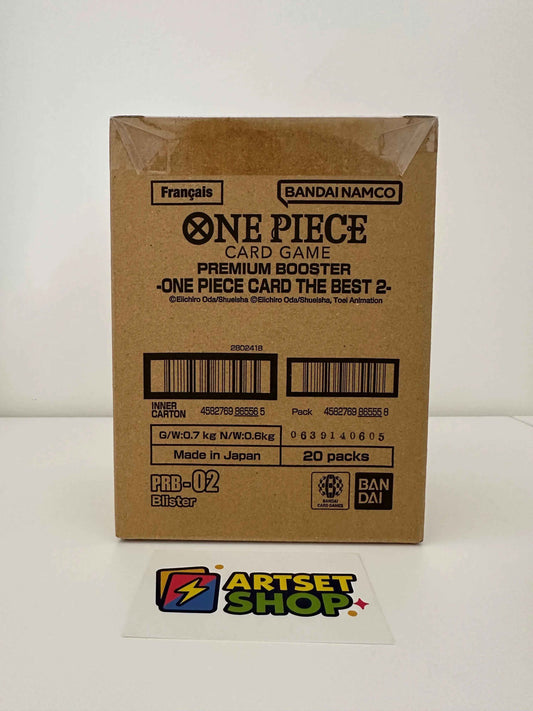 Français
BANDAI NAMCO
ONE PIECE
CARD GAME
PREMIUM BOOSTER
-ONE PIECE CARD THE BEST 2-
©Eiichiro Oda/Shueisha ©Eiichiro Oda/Shueisha, Toei Animation
2802418
INNER CARTON 4582769 86556 5
Pack 4582769 86555 8
G/W:0.7 kg N/W:0.6kg
0639140605
Made in Japan
20 packs
PRB-02
Blister
BANDAI
CARD GAMES
BAN
DAI
ARTSET
SHOP